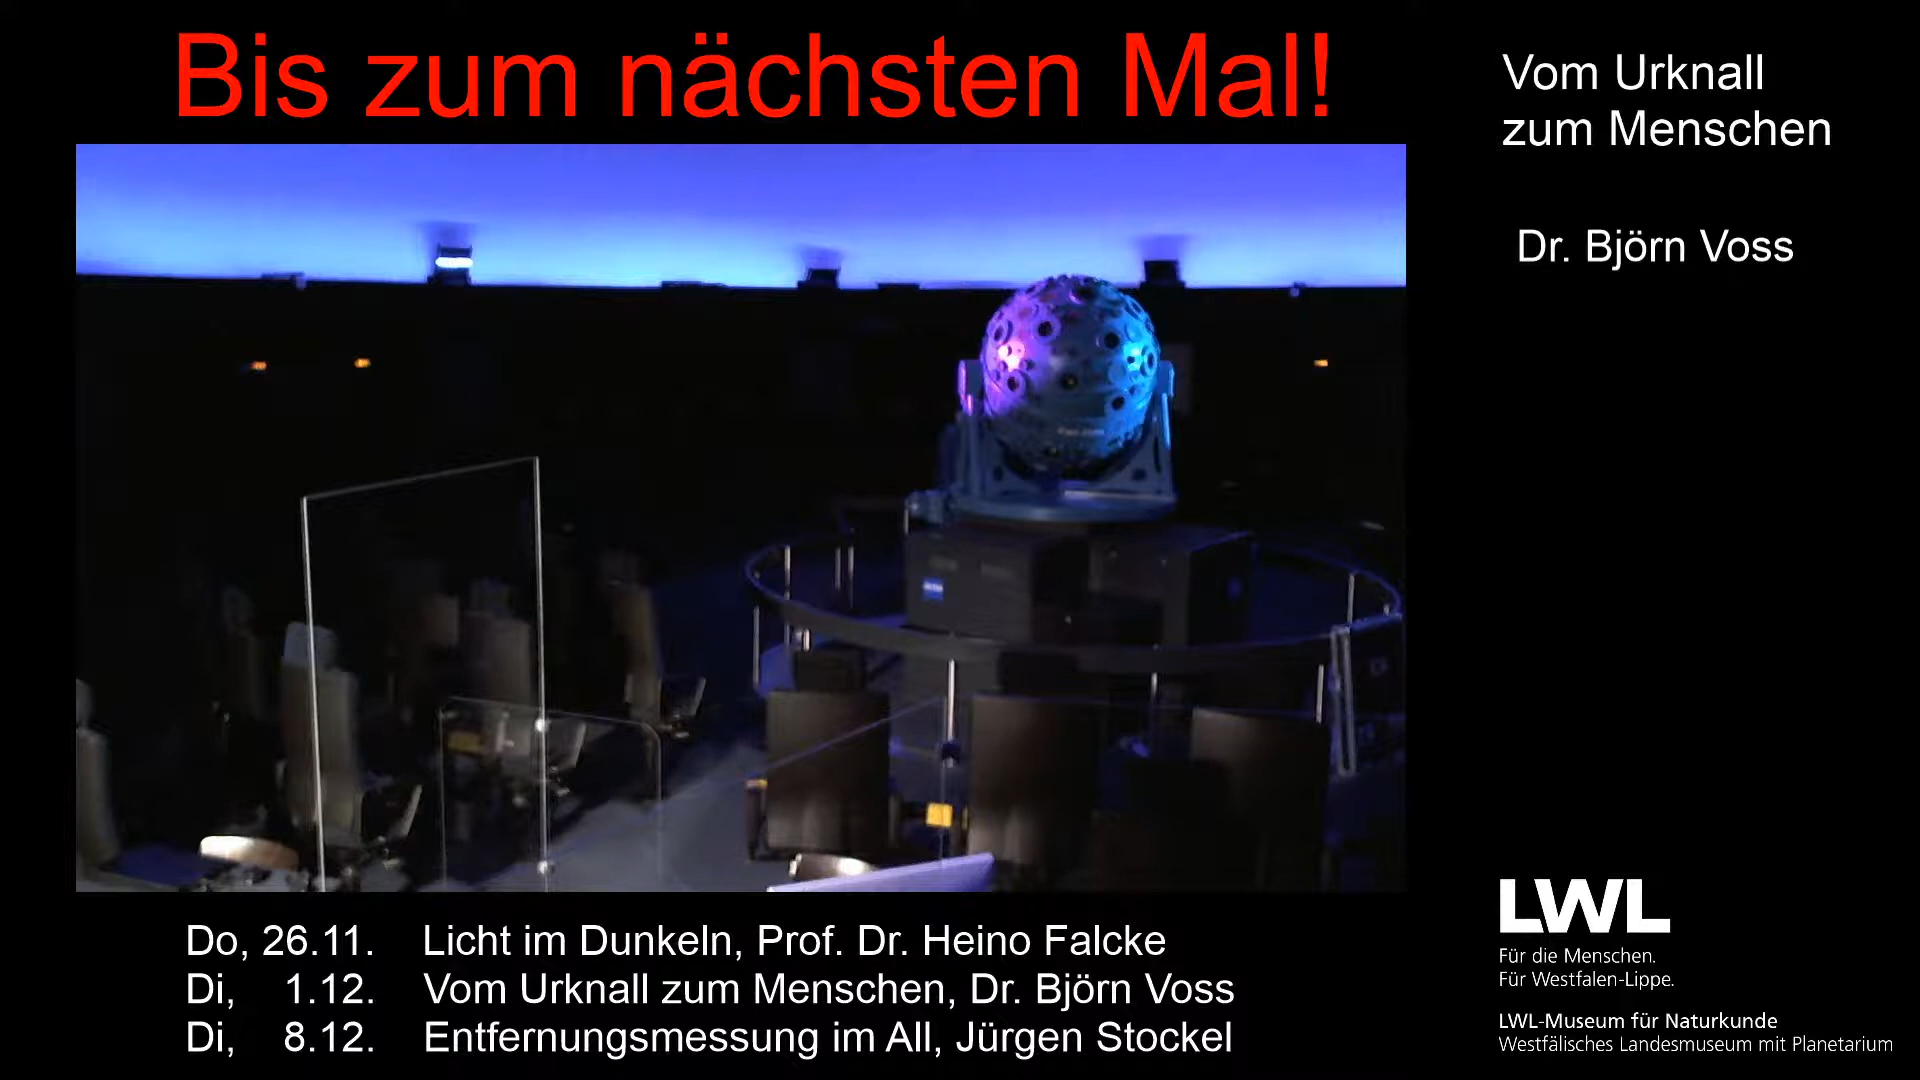 Bis zum nächsten Mal!
Vom Urknall
zum Menschen
Dr. Björn Voss
Do, 26.11. Licht im Dunkeln, Prof. Dr. Heino Falcke
Di, 1.12. Vom Urknall zum Menschen, Dr. Björn Voss
Di, 8.12. Entfernungsmessung im All, Jürgen Stockel
LWL
Für die Menschen.
Für Westfalen-Lippe.
LWL-Museum für Naturkunde
Westfälisches Landesmuseum mit Planetarium